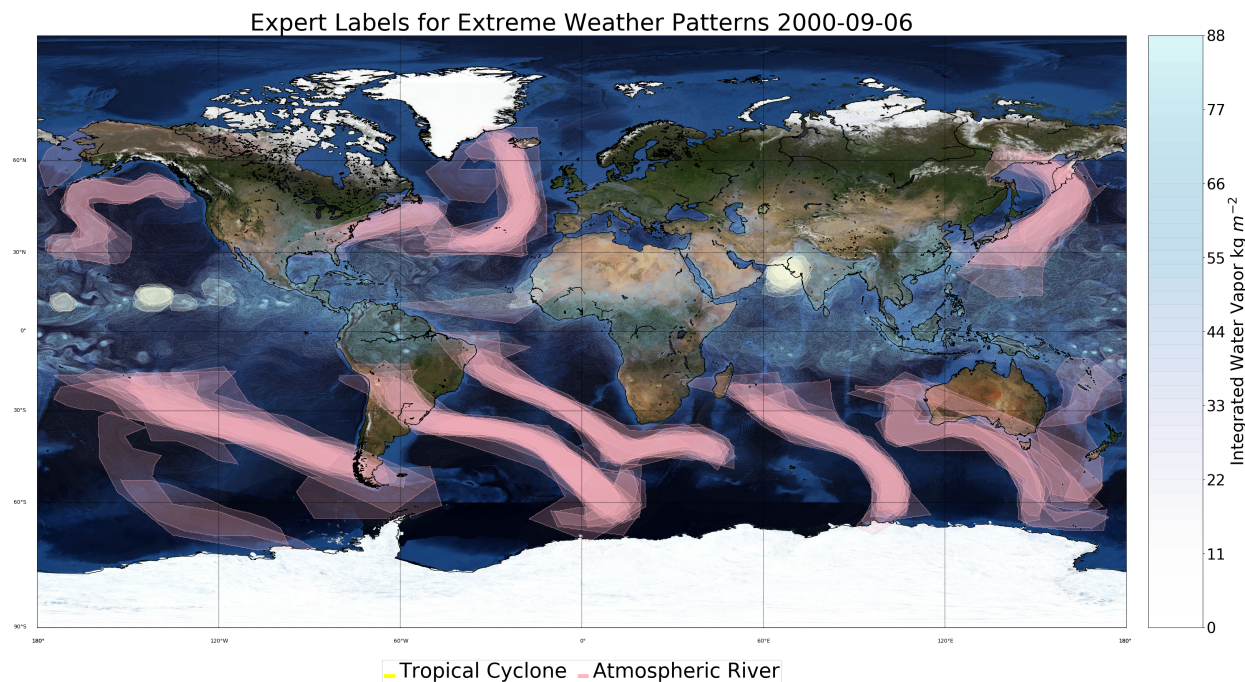 Expert Labels for Extreme Weather Patterns 2000-09-06
88
77
66
55
44
33
22
11
0
Integrated Water Vapor kg m⁻²
60°N
30°N
0°
30°S
60°S
90°S
180° 120°W 60°W 0° 60°E 120°E 180°
Tropical Cyclone Atmospheric River